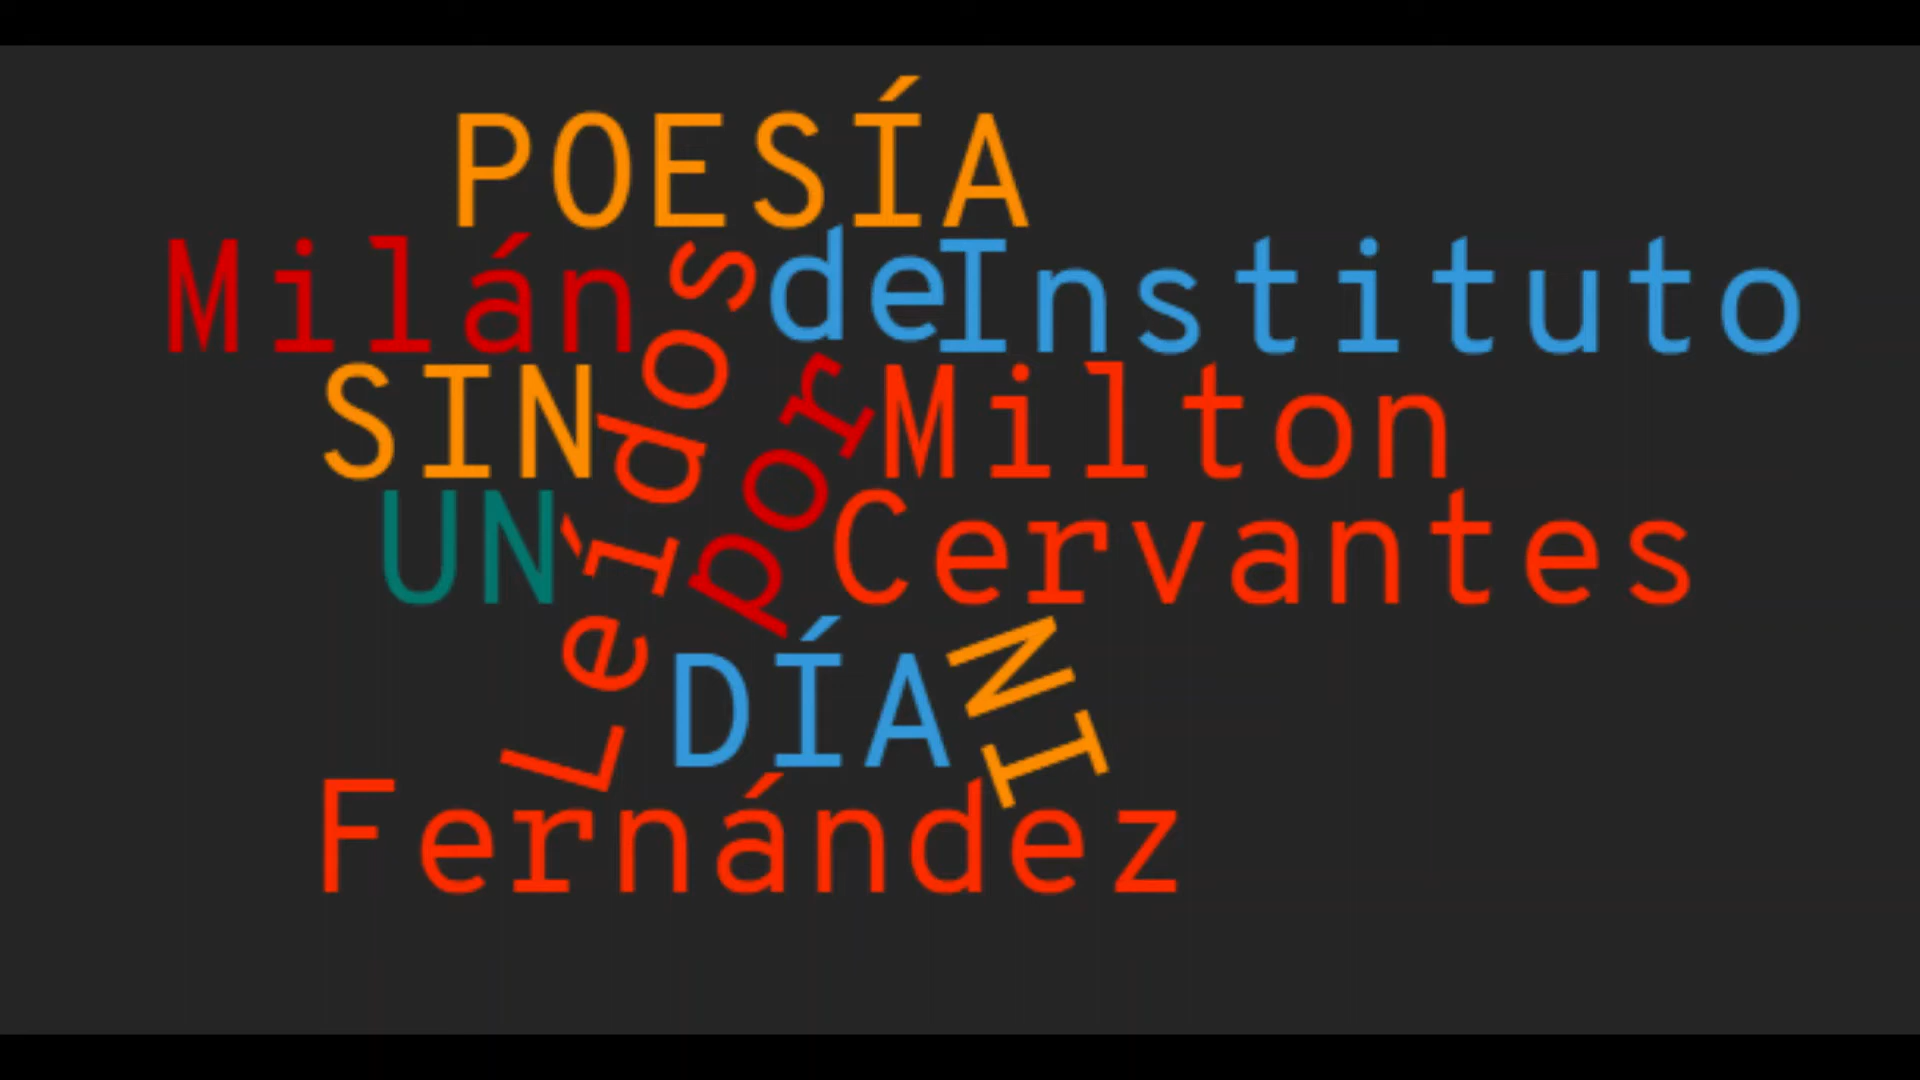 POESÍA
Milán de Instituto
SIN Leídos por Milton
UN Cervantes
DÍA NI
Fernández